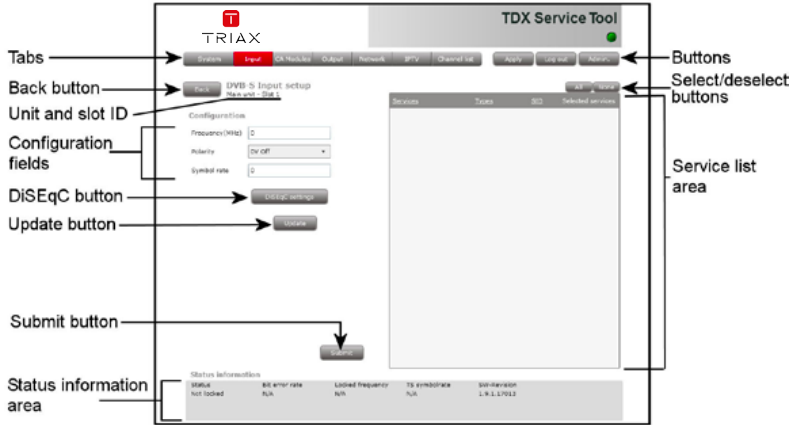 TRIAX
TDX Service Tool
Tabs
System Input CA Modules Output Network IPTV Channel list Apply Log out Admin.
Buttons
Back button
Back
DVB-S Input setup
Main unit - Slot 1
All None
Select/deselect
buttons
Unit and slot ID
Services Types SID Selected services
Configuration
Configuration
fields
Frequency(MHz) 0
Polarity 0V Off
Symbol rate 0
Service list
area
DiSEqC button
DiSEqC settings
Update button
Update
Submit button
Submit
Status information
Status information
area
Status Bit error rate Locked frequency TS symbolrate SW-Revision
Not locked N/A N/A N/A 1.9.1.17013